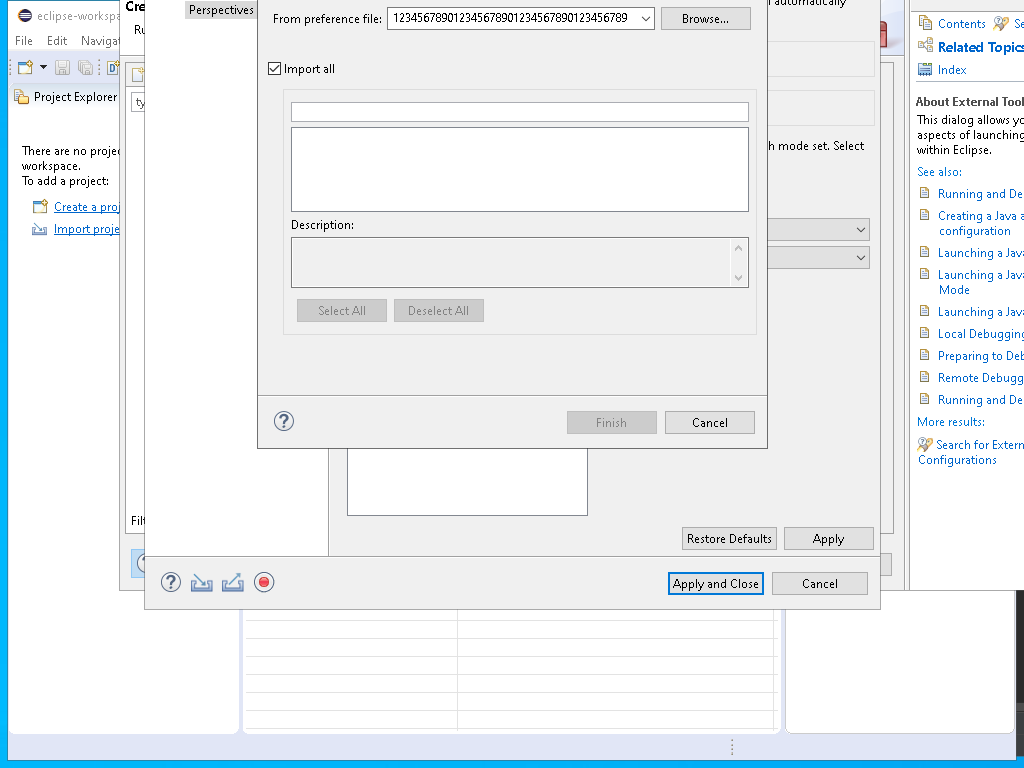 eclipse-workspa
File Edit Navigat
Project Explorer
There are no projec
workspace.
To add a project:
Create a proj
Import proje
Cre
Ru
ty
Filt
Perspectives
From preference file: 1234567890123456789012345678901234567890123456789 Browse...
Import all
Description:
Select All Deselect All
Finish Cancel
automatically
h mode set. Select
Restore Defaults Apply
Apply and Close Cancel
Contents Se
Related Topics
Index
About External Tool
This dialog allows yo
aspects of launching
within Eclipse.
See also:
Running and De
Creating a Java a
configuration
Launching a Java
Launching a Java
Mode
Launching a Java
Local Debugging
Preparing to Deb
Remote Debugg
Running and De
More results:
Search for Extern
Configurations